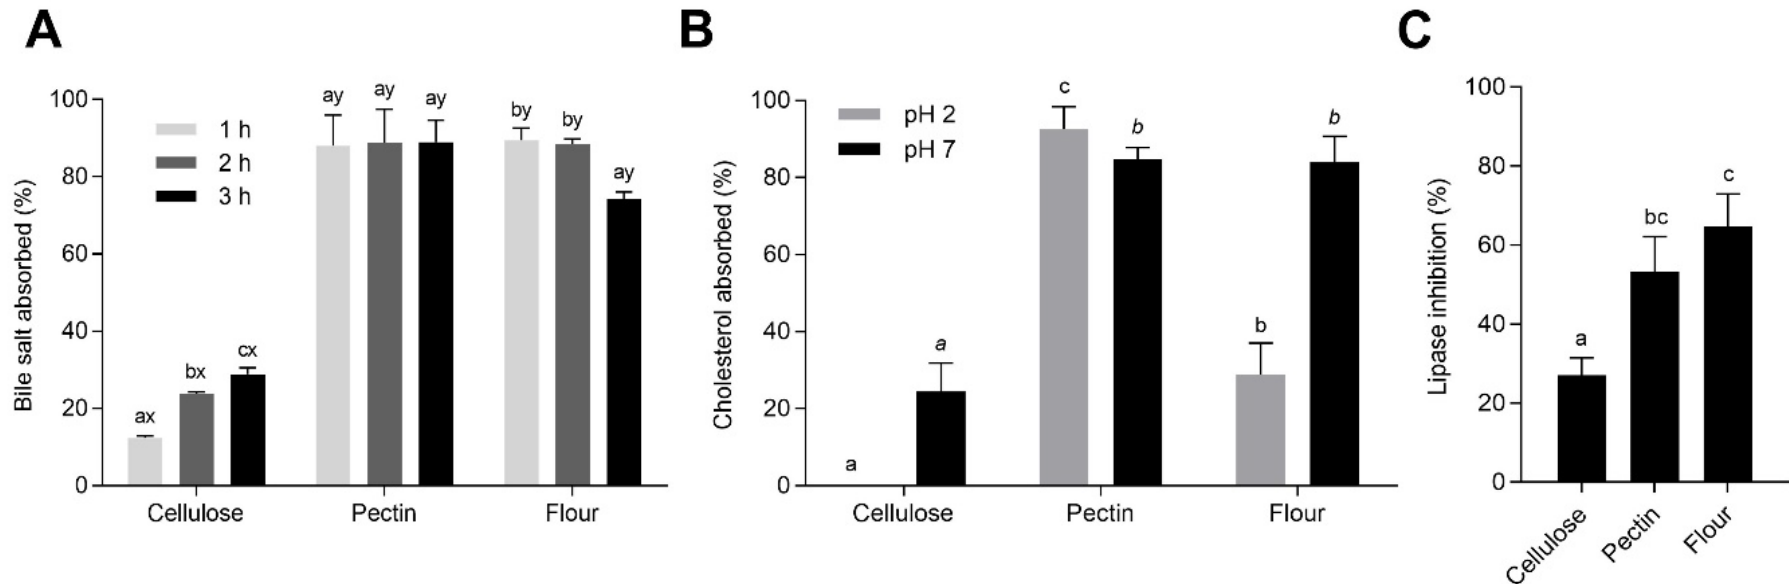 A
Bile salt absorbed (%)
100
80
60
40
20
0
1 h
2 h
3 h
ax
bx
cx
ay
ay
ay
by
by
ay
Cellulose
Pectin
Flour
B
Cholesterol absorbed (%)
100
80
60
40
20
0
pH 2
pH 7
a
a
c
b
b
b
Cellulose
Pectin
Flour
C
Lipase inhibition (%)
100
80
60
40
20
0
a
bc
c
Cellulose
Pectin
Flour